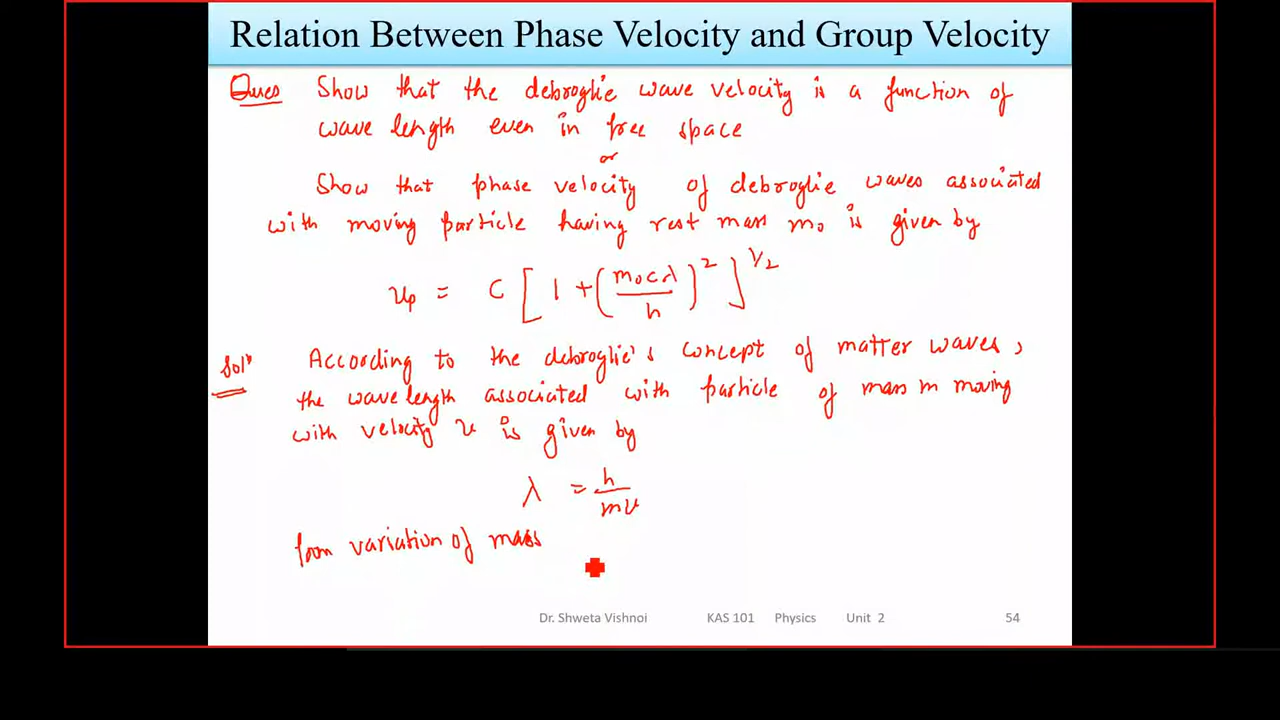 Relation Between Phase Velocity and Group Velocity
Ques Show that the debroglie wave velocity is a function of
wave length even in free space
or
Show that phase velocity of debroglie waves associated
with moving particle having rest mass m₀ is given by
vₚ = C [1 + (m₀cλ/h)²]^1/2
Solⁿ According to the debroglie's concept of matter waves,
the wavelength associated with particle of mass m moving
with velocity v is given by
λ = h/mv
from variation of mass
Dr. Shweta Vishnoi KAS 101 Physics Unit 2 54